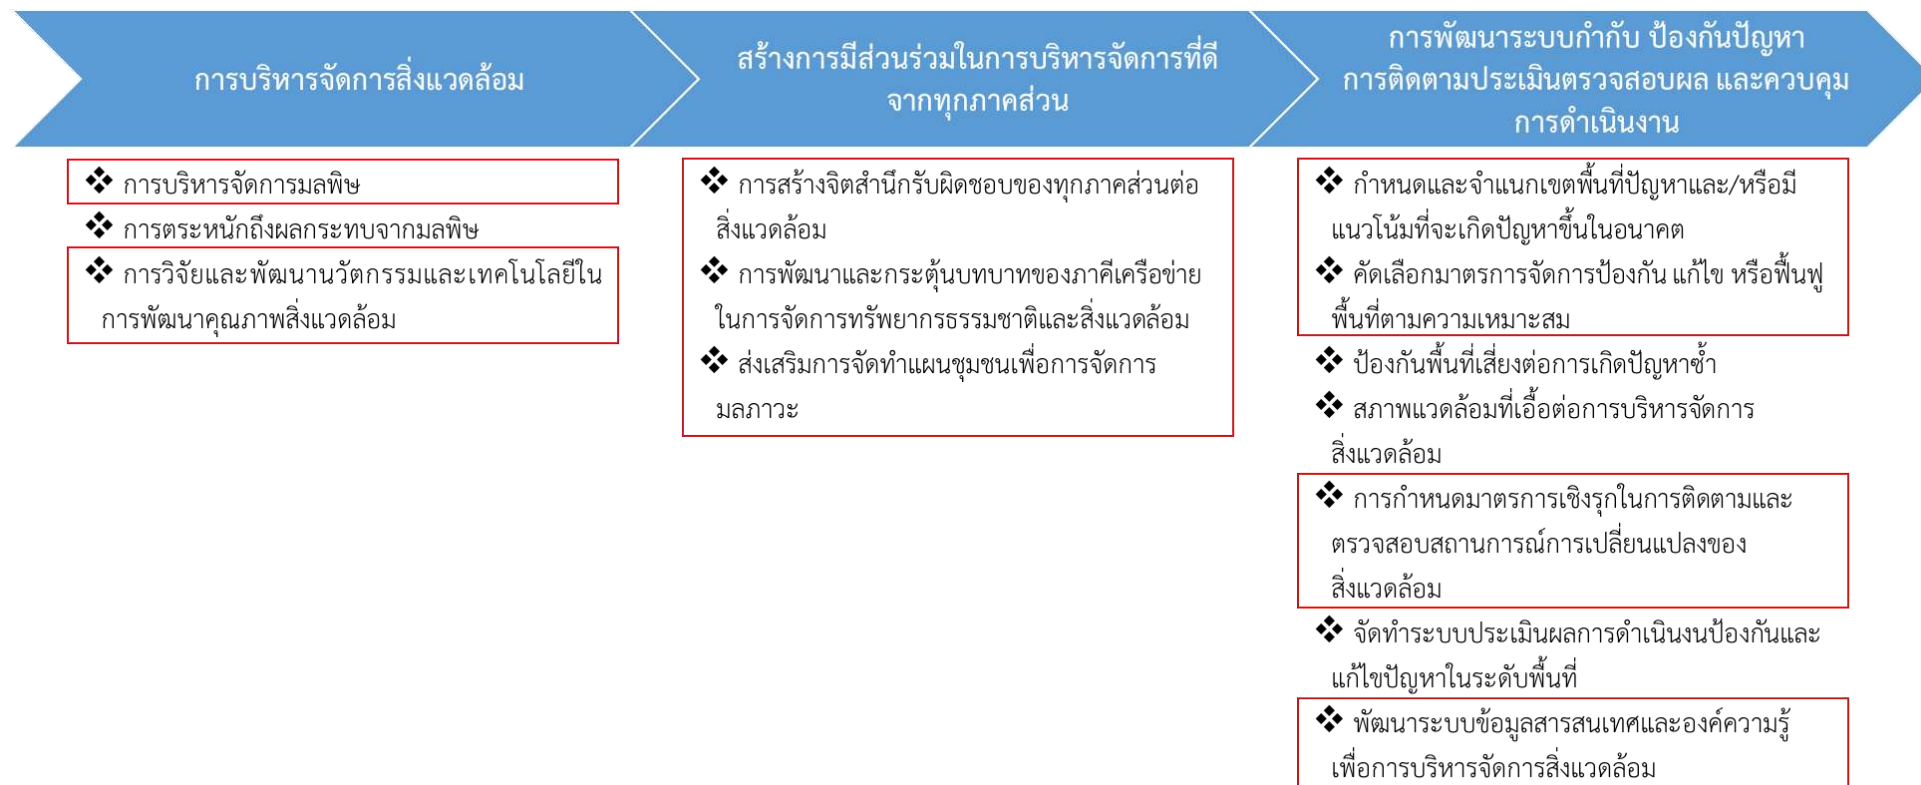 การบริหารจัดการสิ่งแวดล้อม
สร้างการมีส่วนร่วมในการบริหารจัดการที่ดี
จากทุกภาคส่วน
การพัฒนาระบบกำกับ ป้องกันปัญหา
การติดตามประเมินตรวจสอบผล และควบคุม
การดำเนินงาน
❖ การบริหารจัดการมลพิษ
❖ การตระหนักถึงผลกระทบจากมลพิษ
❖ การวิจัยและพัฒนานวัตกรรมและเทคโนโลยีใน
การพัฒนาคุณภาพสิ่งแวดล้อม
❖ การสร้างจิตสำนึกรับผิดชอบของทุกภาคส่วนต่อ
สิ่งแวดล้อม
❖ การพัฒนาและกระตุ้นบทบาทของภาคีเครือข่าย
ในการจัดการทรัพยากรธรรมชาติและสิ่งแวดล้อม
❖ ส่งเสริมการจัดทำแผนชุมชนเพื่อการจัดการ
มลภาวะ
❖ กำหนดและจำแนกเขตพื้นที่ปัญหาและ/หรือมี
แนวโน้มที่จะเกิดปัญหาขึ้นในอนาคต
❖ คัดเลือกมาตรการจัดการป้องกัน แก้ไข หรือฟื้นฟู
พื้นที่ตามความเหมาะสม
❖ ป้องกันพื้นที่เสี่ยงต่อการเกิดปัญหาซ้ำ
❖ สภาพแวดล้อมที่เอื้อต่อการบริหารจัดการ
สิ่งแวดล้อม
❖ การกำหนดมาตรการเชิงรุกในการติดตามและ
ตรวจสอบสถานการณ์การเปลี่ยนแปลงของ
สิ่งแวดล้อม
❖ จัดทำระบบประเมินผลการดำเนินงนป้องกันและ
แก้ไขปัญหาในระดับพื้นที่
❖ พัฒนาระบบข้อมูลสารสนเทศและองค์ความรู้
เพื่อการบริหารจัดการสิ่งแวดล้อม